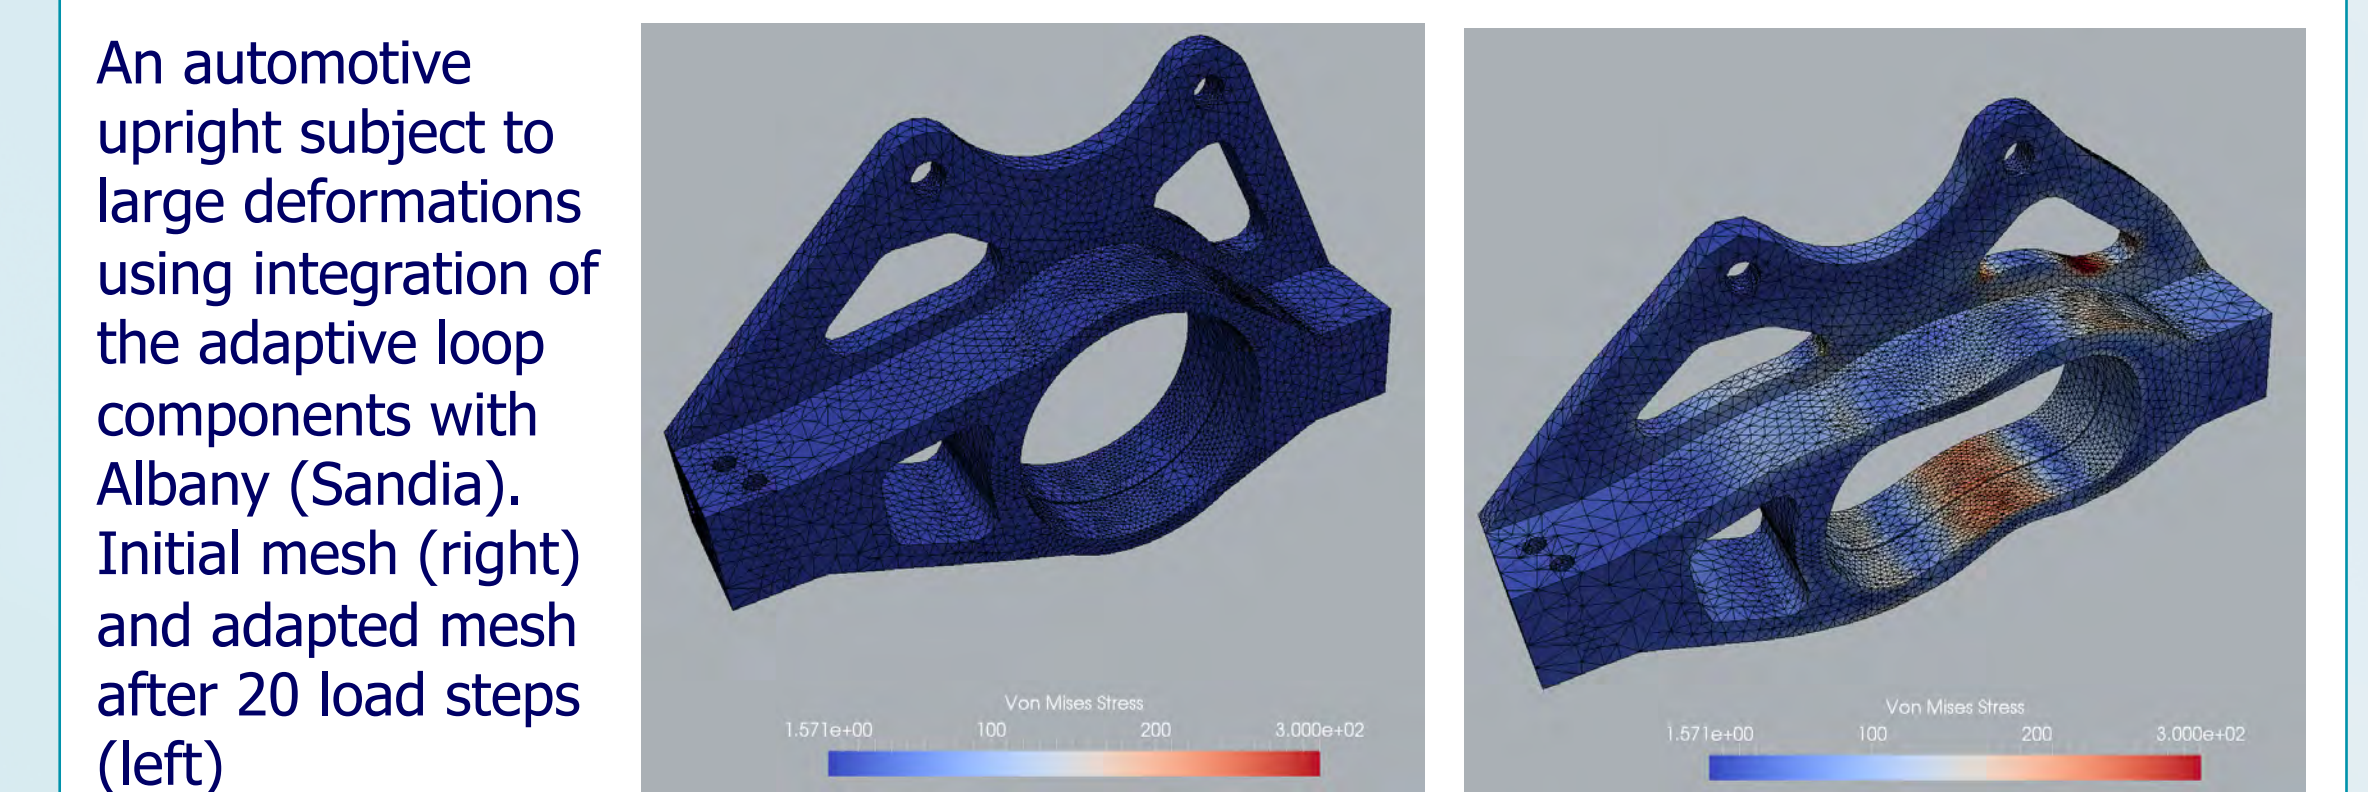 An automotive
upright subject to
large deformations
using integration of
the adaptive loop
components with
Albany (Sandia).
Initial mesh (right)
and adapted mesh
after 20 load steps
(left)
Von Mises Stress
1.571e+00 100 200 3.000e+02
Von Mises Stress
1.571e+00 100 200 3.000e+02